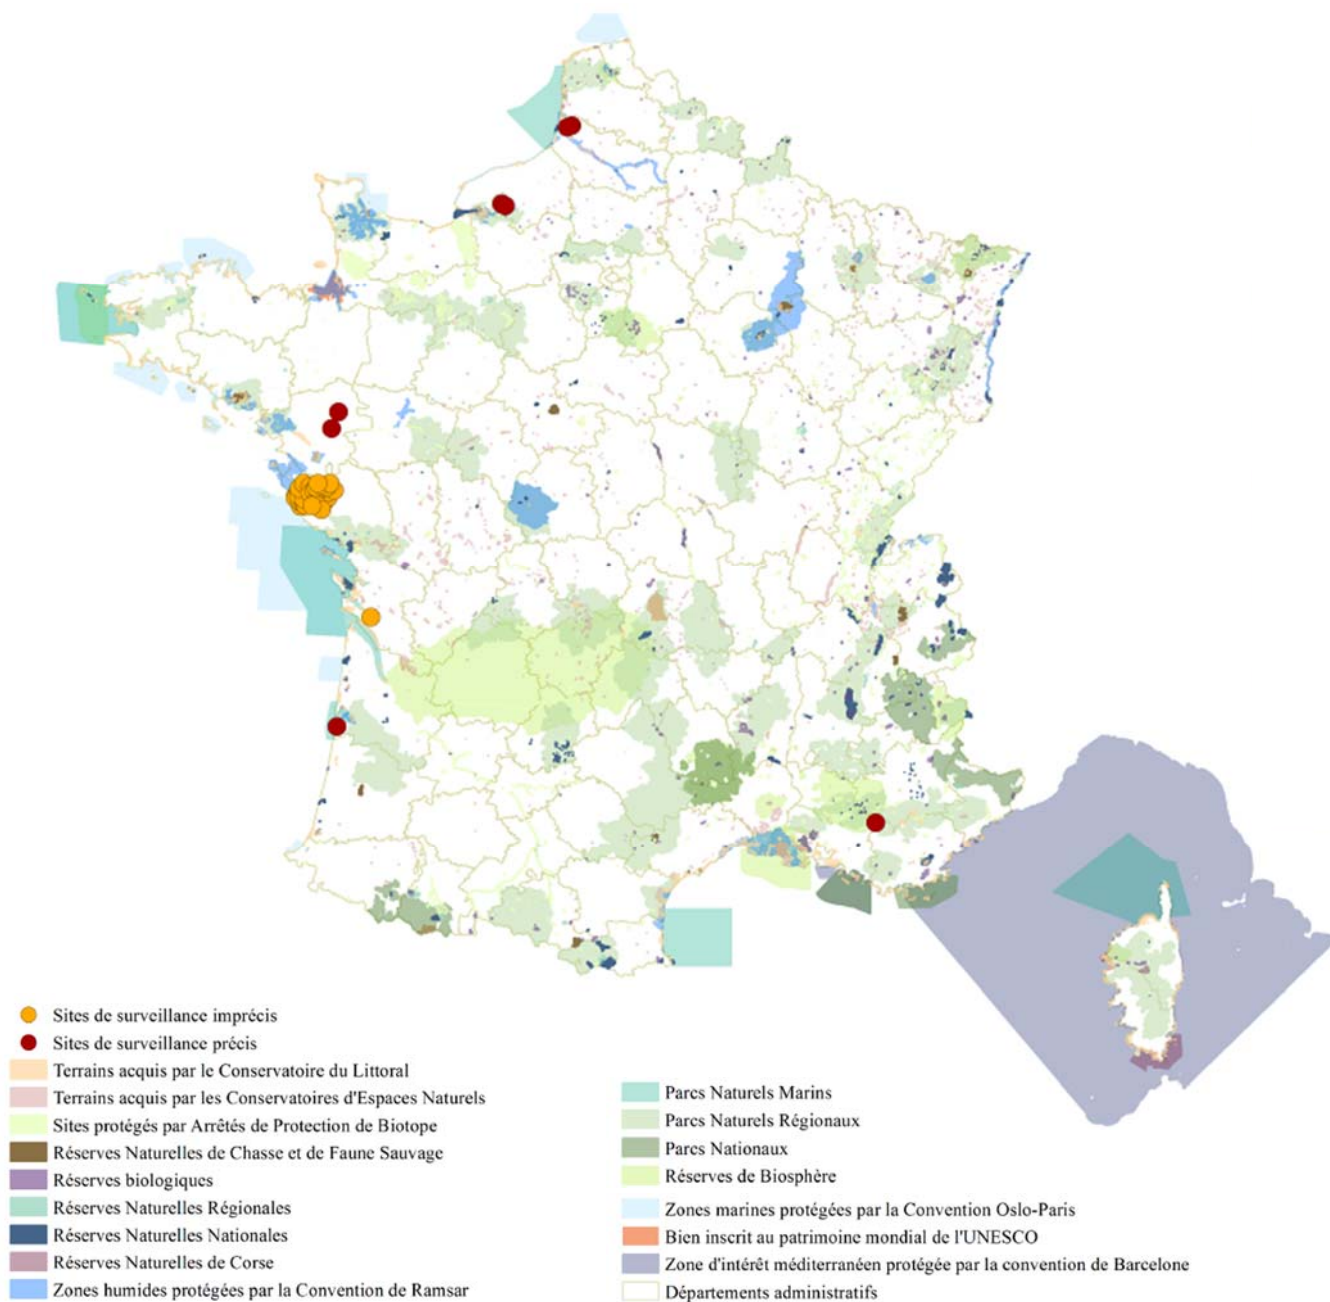 Sites de surveillance imprécis
Sites de surveillance précis
Terrains acquis par le Conservatoire du Littoral
Terrains acquis par les Conservatoires d'Espaces Naturels
Sites protégés par Arrêtés de Protection de Biotope
Réserves Naturelles de Chasse et de Faune Sauvage
Réserves biologiques
Réserves Naturelles Régionales
Réserves Naturelles Nationales
Réserves Naturelles de Corse
Zones humides protégées par la Convention de Ramsar
Parcs Naturels Marins
Parcs Naturels Régionaux
Parcs Nationaux
Réserves de Biosphère
Zones marines protégées par la Convention Oslo-Paris
Bien inscrit au patrimoine mondial de l'UNESCO
Zone d'intérêt méditerranéen protégée par la convention de Barcelone
Départements administratifs